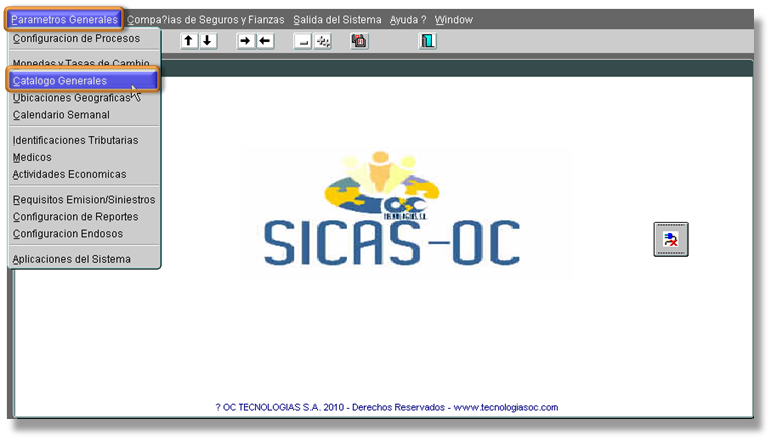 Parametros Generales Compa?ias de Seguros y Fianzas Salida del Sistema Ayuda ? Window
Configuracion de Procesos
Monedas y Tasas de Cambio
Catalogo Generales
Ubicaciones Geograficas
Calendario Semanal
Identificaciones Tributarias
Medicos
Actividades Economicas
Requisitos Emision/Siniestros
Configuracion de Reportes
Configuracion Endosos
Aplicaciones del Sistema
OC
TECNOLOGIAS, S.A.
SICAS-OC
? OC TECNOLOGIAS S.A. 2010 - Derechos Reservados - www.tecnologiasoc.com